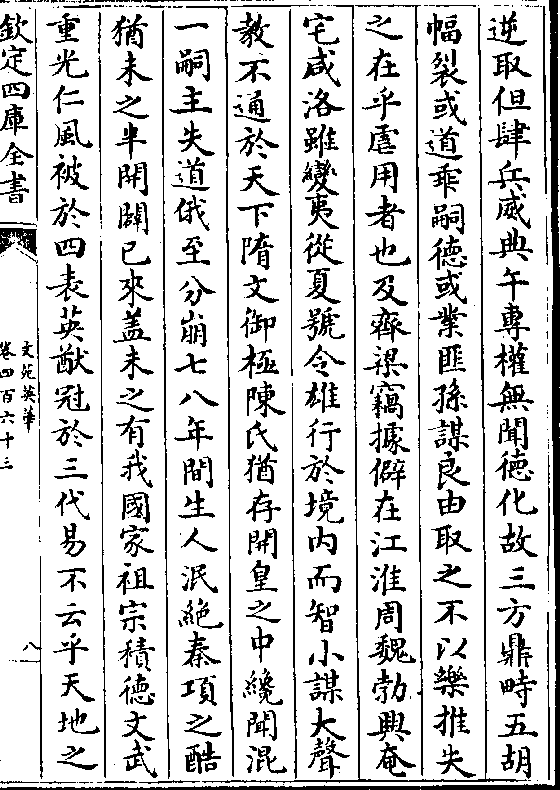 逆取但肆兵威典午專權無聞徳化故三方鼎畤五胡
幅裂或道乖嗣德或業匪孫謀良由取之不以樂推失
之在乎虐用者也及齊梁竊據僻在江淮周魏勃興奄
宅咸洛雖變夷從夏號令雄行於境内而智小謀大聲
教不通於天下隋文御極陳氏猶存開皇之中纔聞混
一嗣主失道俄至分崩七八年間生人泯絶秦項之酷
猶未之半開闢已來盖未之有我國家祖宗積德文武
重光仁風被於四表英猷冠於三代易不云乎天地之
欽定四庫全書
文苑英華
卷四百六十三
八